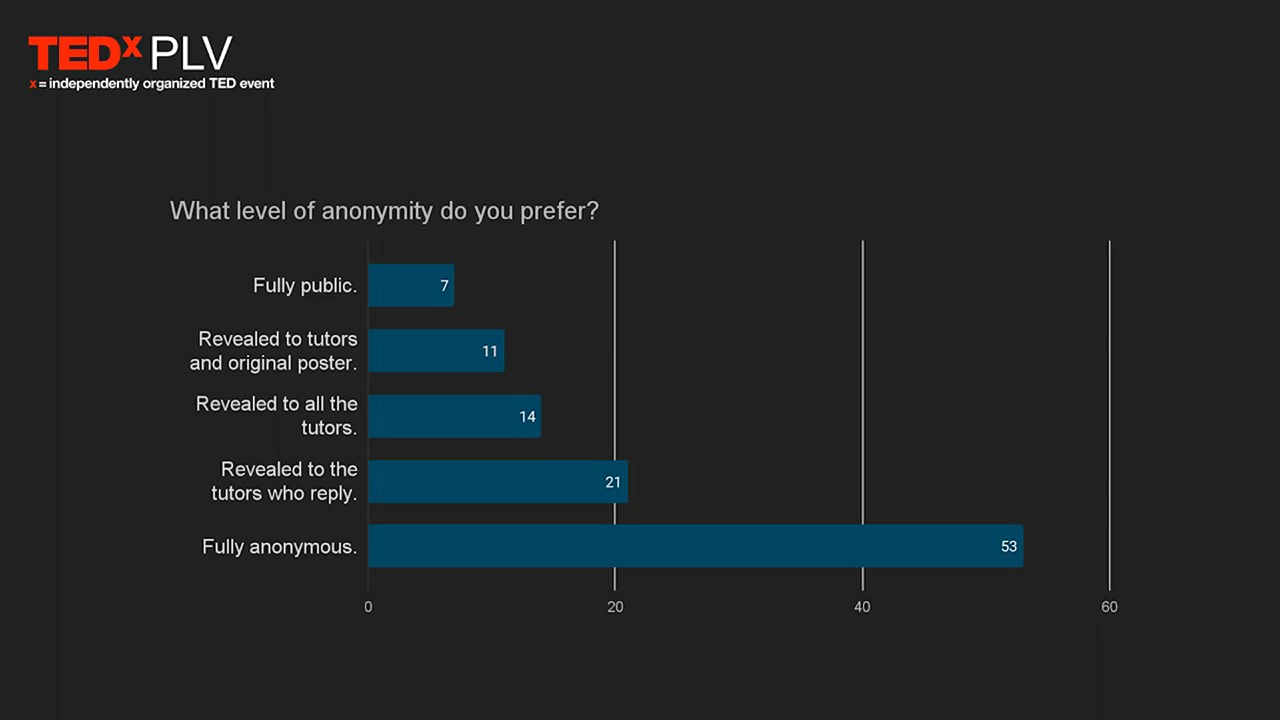 TEDx PLV
x = independently organized TED event
What level of anonymity do you prefer?
Fully public.
7
Revealed to tutors
and original poster.
11
Revealed to all the
tutors.
14
Revealed to the
tutors who reply.
21
Fully anonymous.
53
0 20 40 60